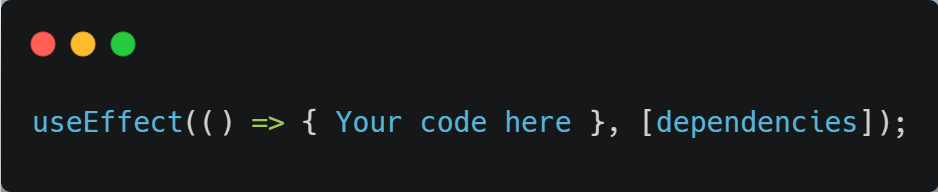 useEffect(() => { Your code here }, [dependencies]);